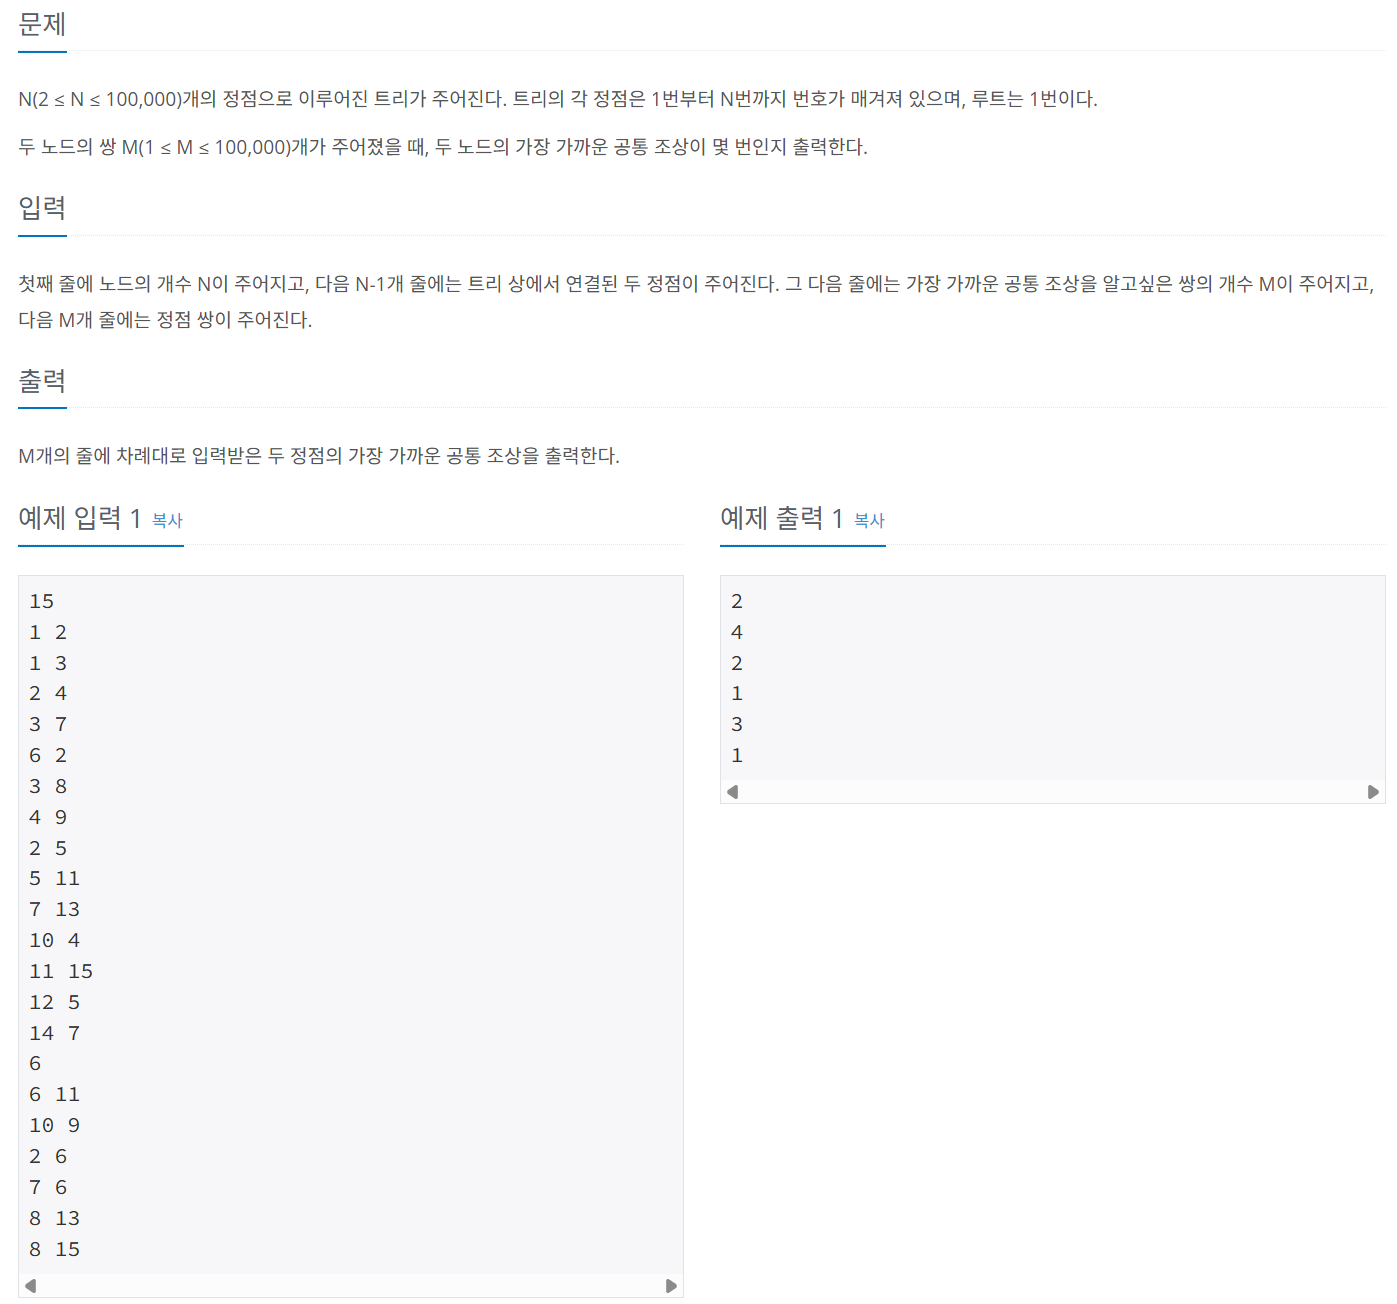 문제
N(2 ≤ N ≤ 100,000)개의 정점으로 이루어진 트리가 주어진다. 트리의 각 정점은 1번부터 N번까지 번호가 매겨져 있으며, 루트는 1번이다.
두 노드의 쌍 M(1 ≤ M ≤ 100,000)개가 주어졌을 때, 두 노드의 가장 가까운 공통 조상이 몇 번인지 출력한다.
입력
첫째 줄에 노드의 개수 N이 주어지고, 다음 N-1개 줄에는 트리 상에서 연결된 두 정점이 주어진다. 그 다음 줄에는 가장 가까운 공통 조상을 알고싶은 쌍의 개수 M이 주어지고,
다음 M개 줄에는 정점 쌍이 주어진다.
출력
M개의 줄에 차례대로 입력받은 두 정점의 가장 가까운 공통 조상을 출력한다.
예제 입력 1 복사
15
1 2
1 3
2 4
3 7
6 2
3 8
4 9
2 5
5 11
7 13
10 4
11 15
12 5
14 7
6
6 11
10 9
2 6
7 6
8 13
8 15
예제 출력 1 복사
2
4
2
1
3
1